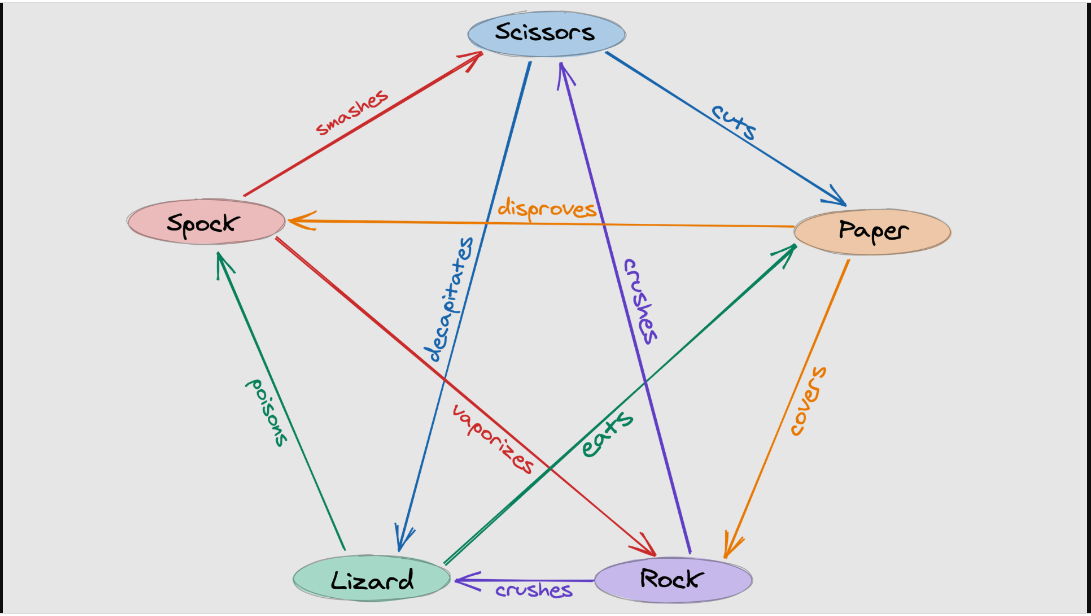 Scissors
smashes
cuts
Spock
disproves
Paper
decapitates
crushes
poisons
vaporizes
eats
covers
Lizard
crushes
Rock